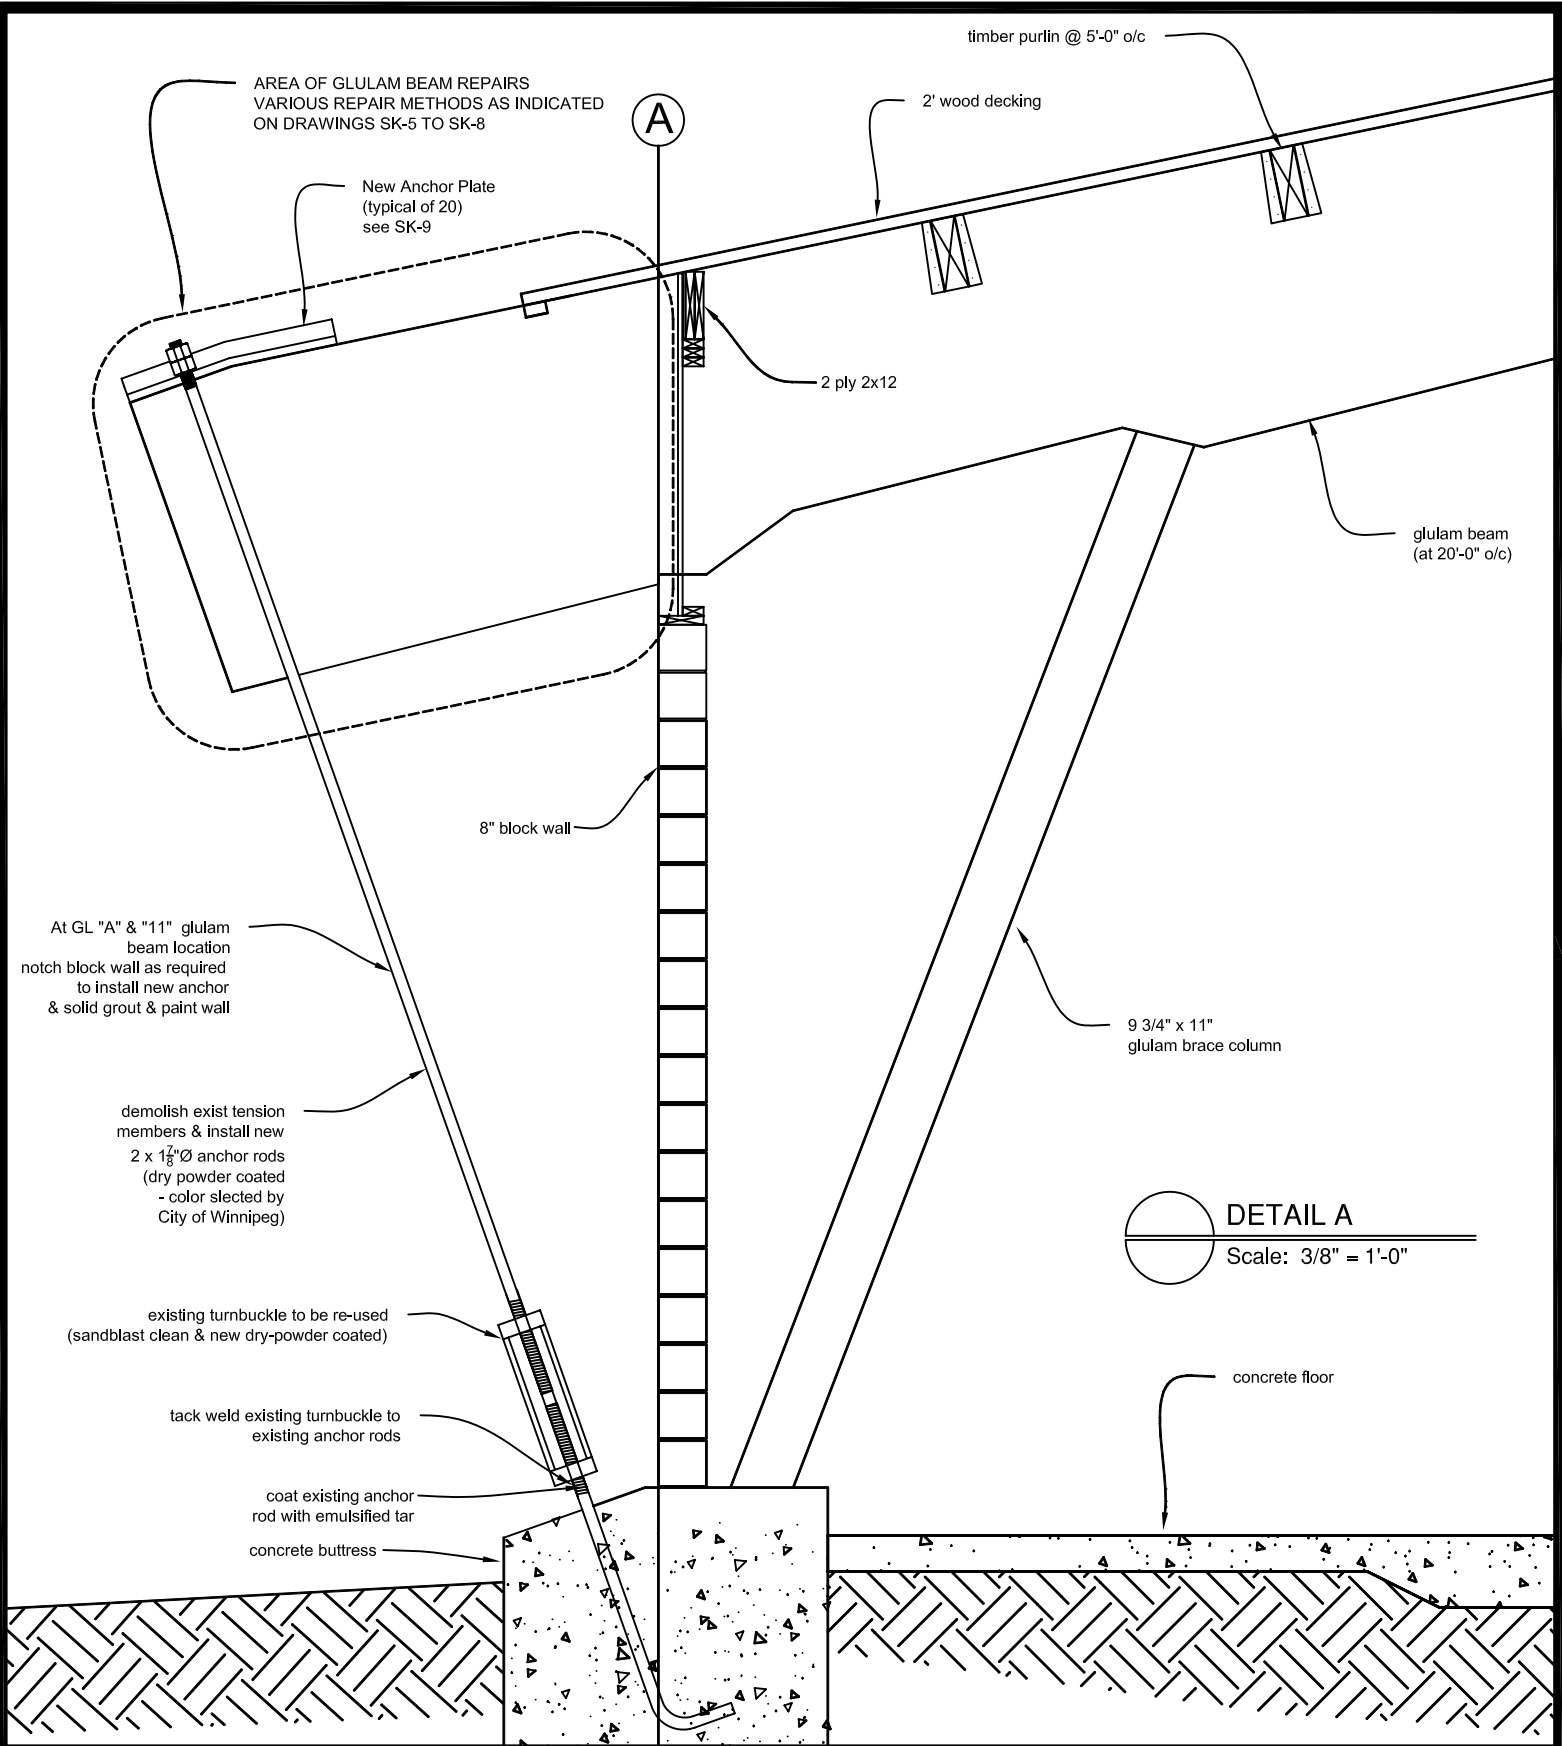 timber purlin @ 5'-0" o/c
AREA OF GLULAM BEAM REPAIRS
VARIOUS REPAIR METHODS AS INDICATED
ON DRAWINGS SK-5 TO SK-8
2' wood decking
A
New Anchor Plate
(typical of 20)
see SK-9
2 ply 2x12
glulam beam
(at 20'-0" o/c)
8" block wall
At GL "A" & "11" glulam
beam location
notch block wall as required
to install new anchor
& solid grout & paint wall
9 3/4" x 11"
glulam brace column
demolish exist tension
members & install new
2 x 1⅞"Ø anchor rods
(dry powder coated
- color slected by
City of Winnipeg)
DETAIL A
Scale: 3/8" = 1'-0"
existing turnbuckle to be re-used
(sandblast clean & new dry-powder coated)
concrete floor
tack weld existing turnbuckle to
existing anchor rods
coat existing anchor
rod with emulsified tar
concrete buttress